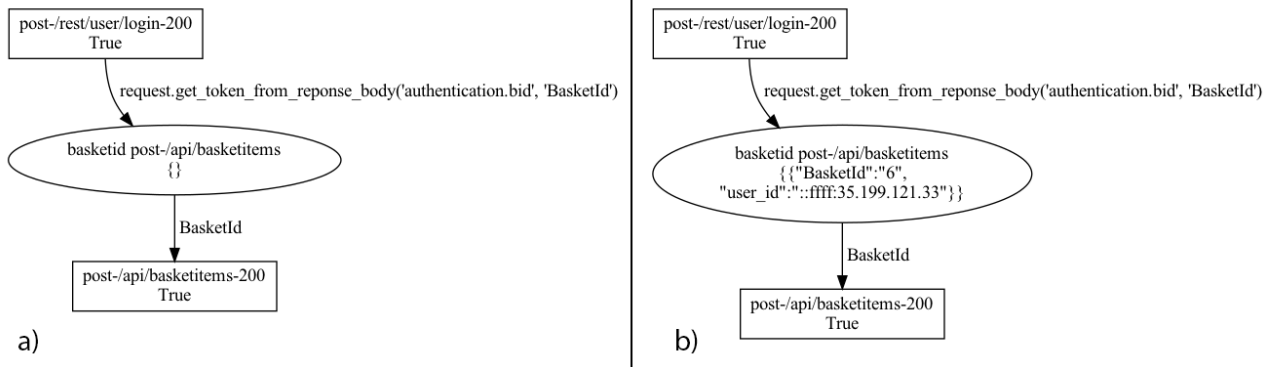 post-/rest/user/login-200
True
request.get_token_from_reponse_body('authentication.bid', 'BasketId')
basketid post-/api/basketitems
{}
BasketId
post-/api/basketitems-200
True
a)
post-/rest/user/login-200
True
request.get_token_from_reponse_body('authentication.bid', 'BasketId')
basketid post-/api/basketitems
{{"BasketId":"6",
"user_id":"::ffff:35.199.121.33"}}
BasketId
post-/api/basketitems-200
True
b)